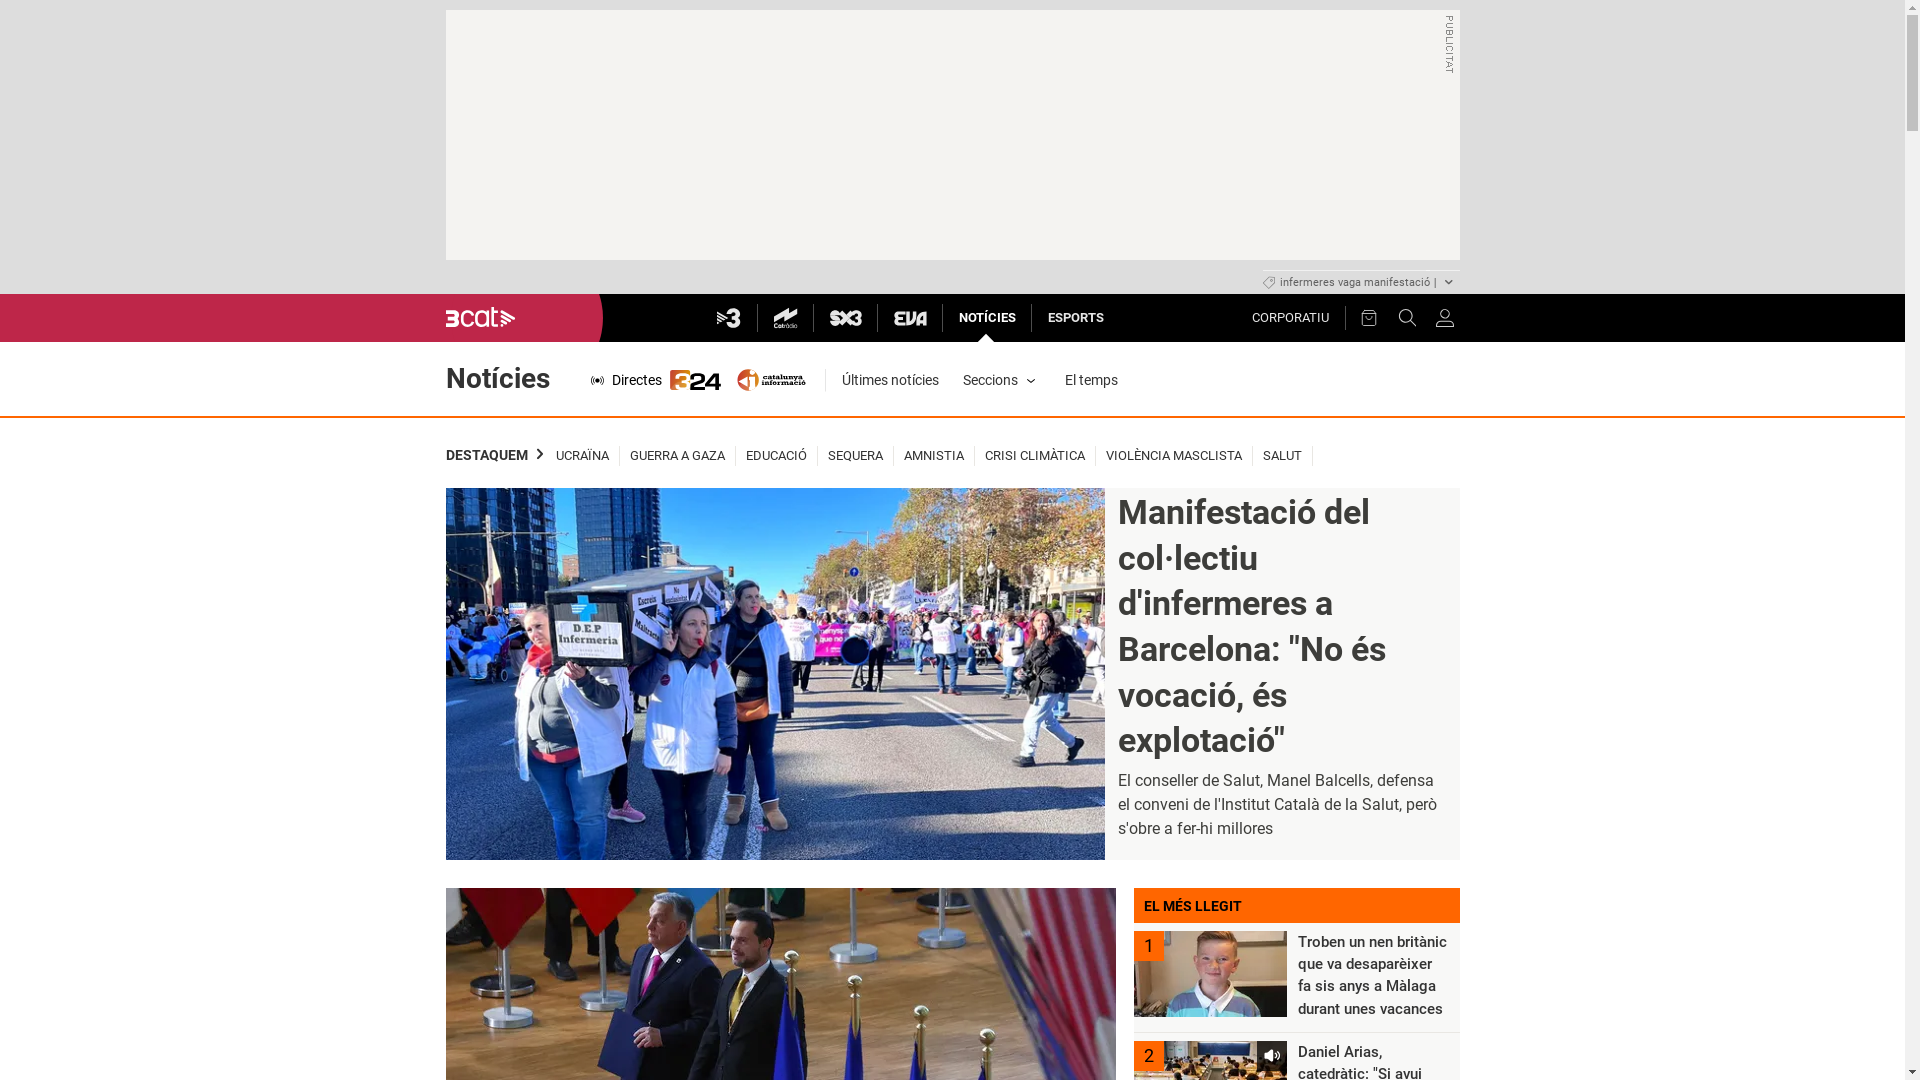 PUBLICITAT
infermeres vaga manifestació |
3cat
3
Catràdio
SX3
EVA
NOTÍCIES
ESPORTS
CORPORATIU
Notícies
Directes
324
catalunya informació
Últimes notícies
Seccions
El temps
DESTAQUEM
UCRAÏNA
GUERRA A GAZA
EDUCACIÓ
SEQUERA
AMNISTIA
CRISI CLIMÀTICA
VIOLÈNCIA MASCLISTA
SALUT
D.E.P
Infermeria
Manifestació del
col·lectiu
d'infermeres a
Barcelona: "No és
vocació, és
explotació"
El conseller de Salut, Manel Balcells, defensa
el conveni de l'Institut Català de la Salut, però
s'obre a fer-hi millores
EL MÉS LLEGIT
1
Troben un nen britànic
que va desaparèixer
fa sis anys a Màlaga
durant unes vacances
2
Daniel Arias,
catedràtic: "Si avui